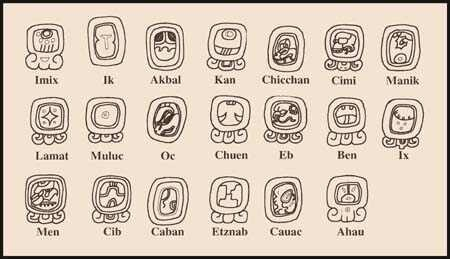 Imix Ik Akbal Kan Chicchan Cimi Manik
Lamat Muluc Oc Chuen Eb Ben Ix
Men Cib Caban Etznab Cauac Ahau